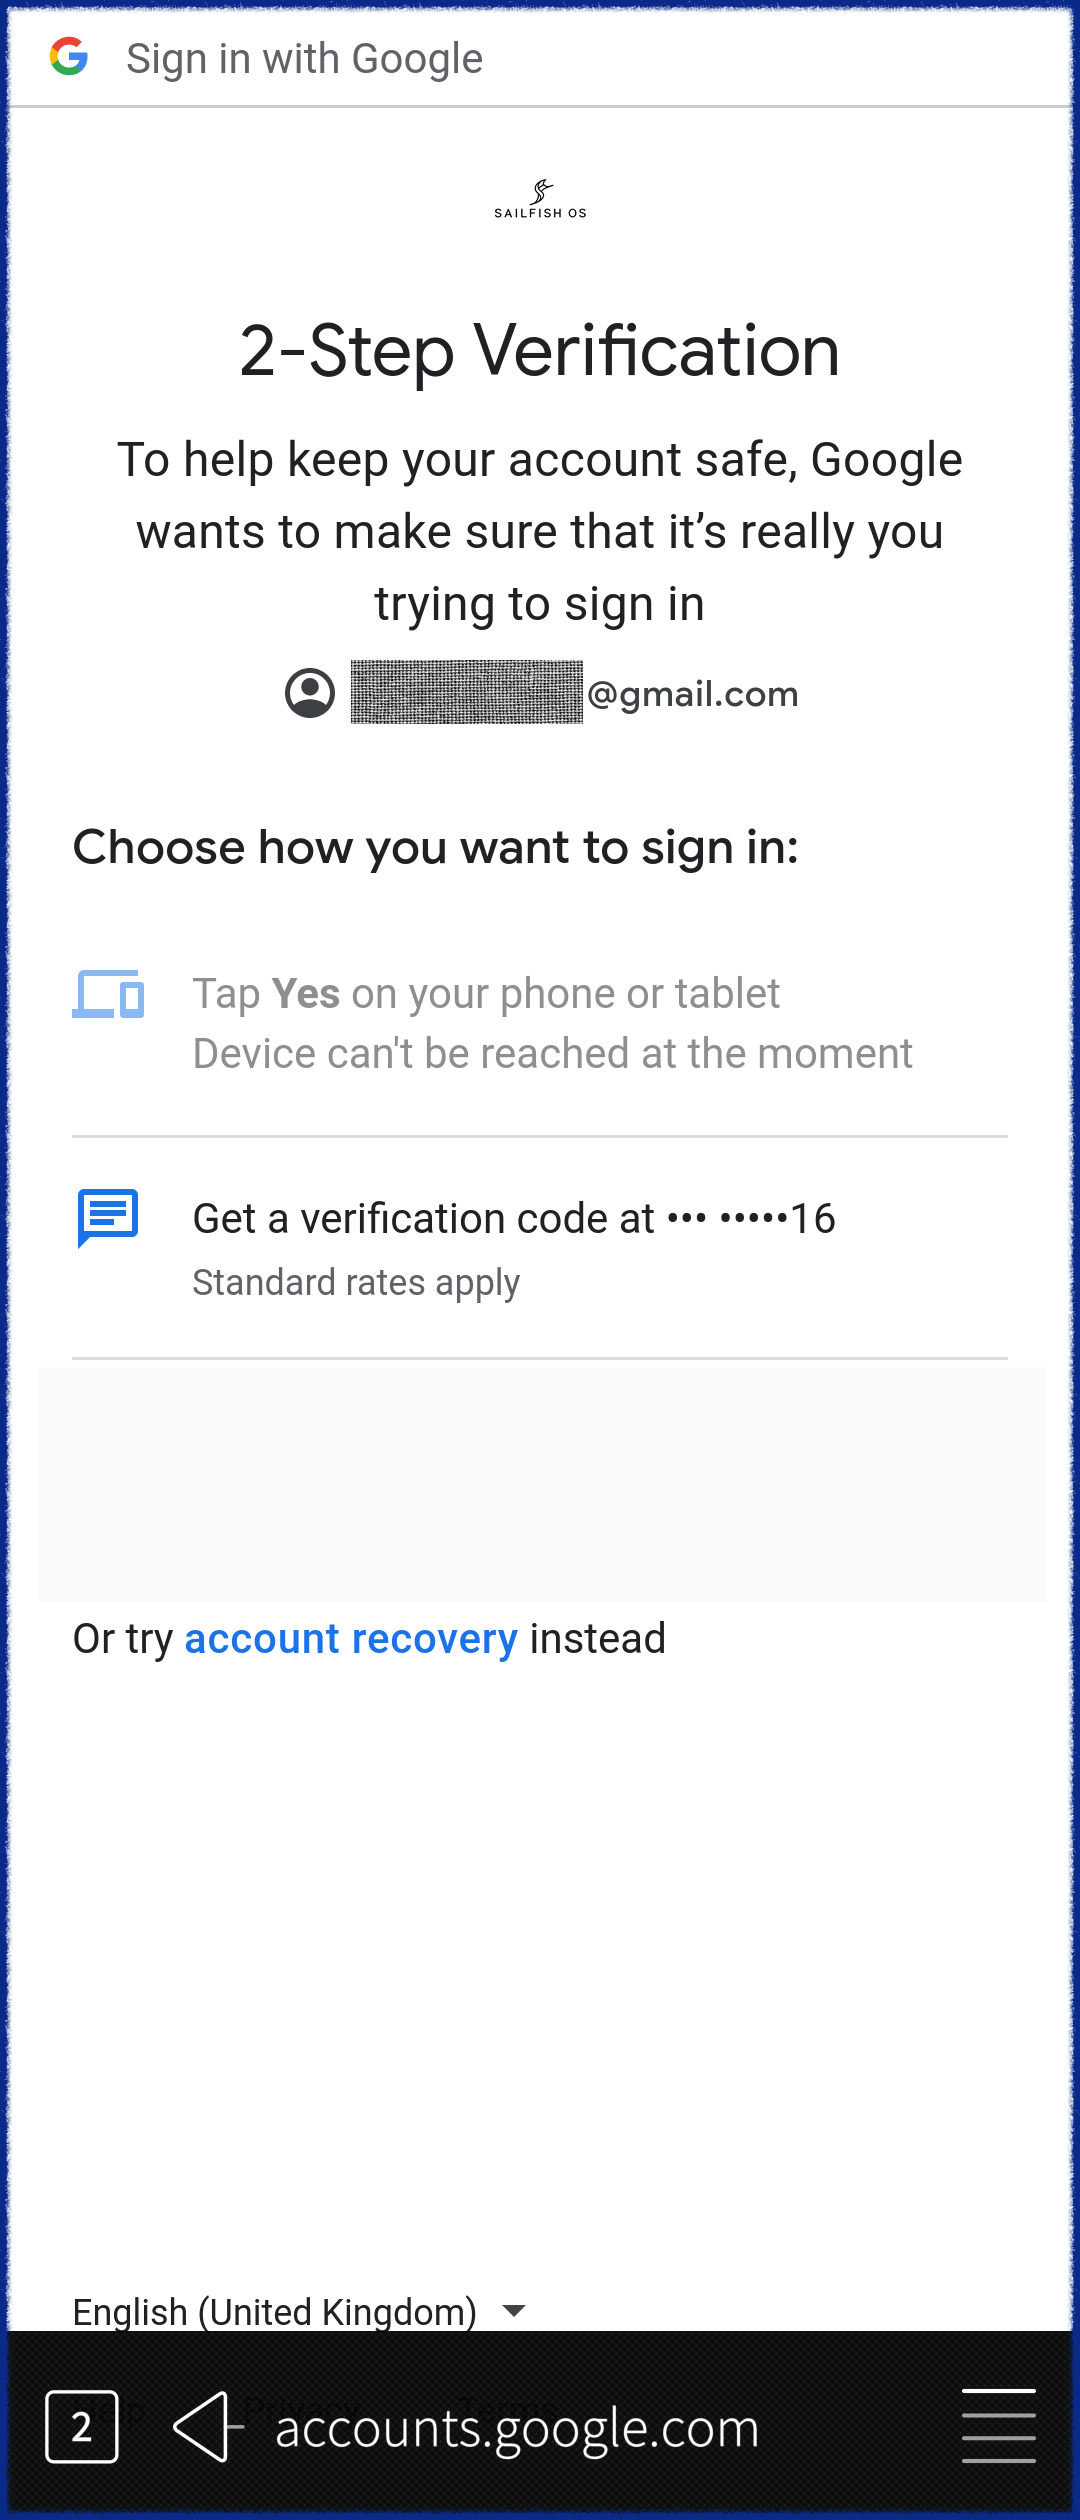 Sign in with Google
SAILFISH OS
2-Step Verification
To help keep your account safe, Google
wants to make sure that it’s really you
trying to sign in
@gmail.com
Choose how you want to sign in:
Tap Yes on your phone or tablet
Device can't be reached at the moment
Get a verification code at ••• •••••16
Standard rates apply
Or try account recovery instead
English (United Kingdom)
Help Privacy Terms
2 accounts.google.com